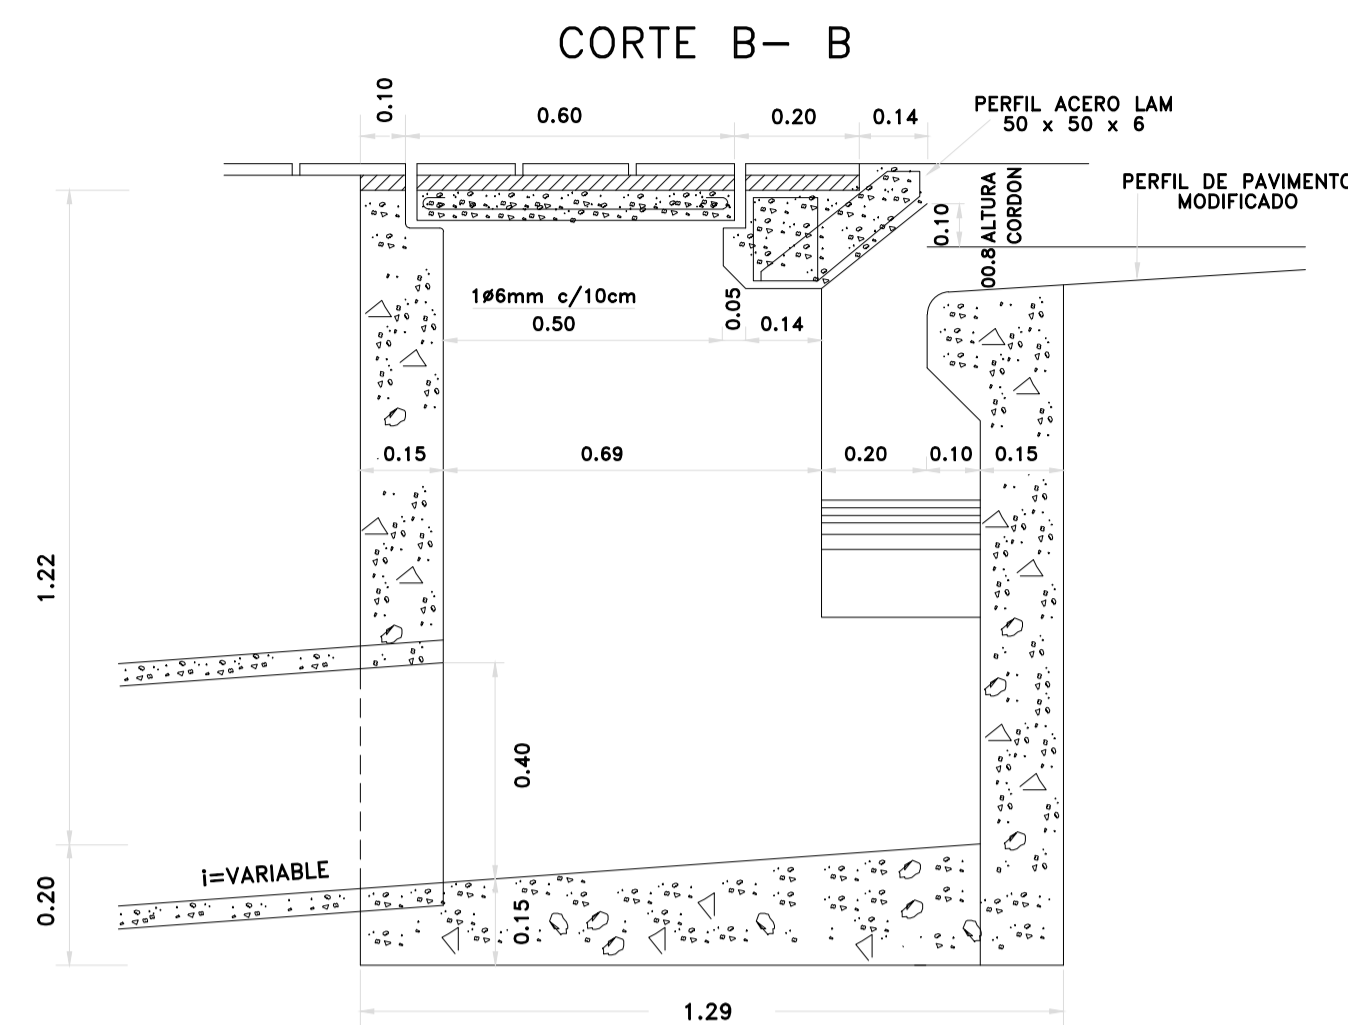 CORTE B- B
0.10
0.60
0.20
0.14
PERFIL ACERO LAM
50 x 50 x 6
PERFIL DE PAVIMENTO
MODIFICADO
0.10
00.8 ALTURA
CORDON
1ø6mm c/10cm
0.50
0.05
0.14
0.15
0.69
0.20
0.10
0.15
1.22
0.40
i=VARIABLE
0.20
0.15
1.29